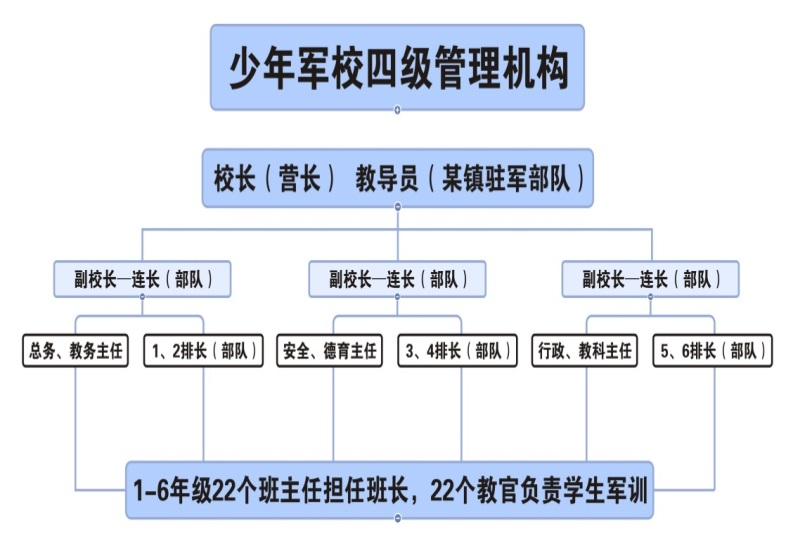 少年军校四级管理机构
校长（营长） 教导员（某镇驻军部队）
副校长—连长（部队）
副校长—连长（部队）
副校长—连长（部队）
总务、教务主任
1、2排长（部队）
安全、德育主任
3、4排长（部队）
行政、教科主任
5、6排长（部队）
1-6年级22个班主任担任班长，22个教官负责学生军训